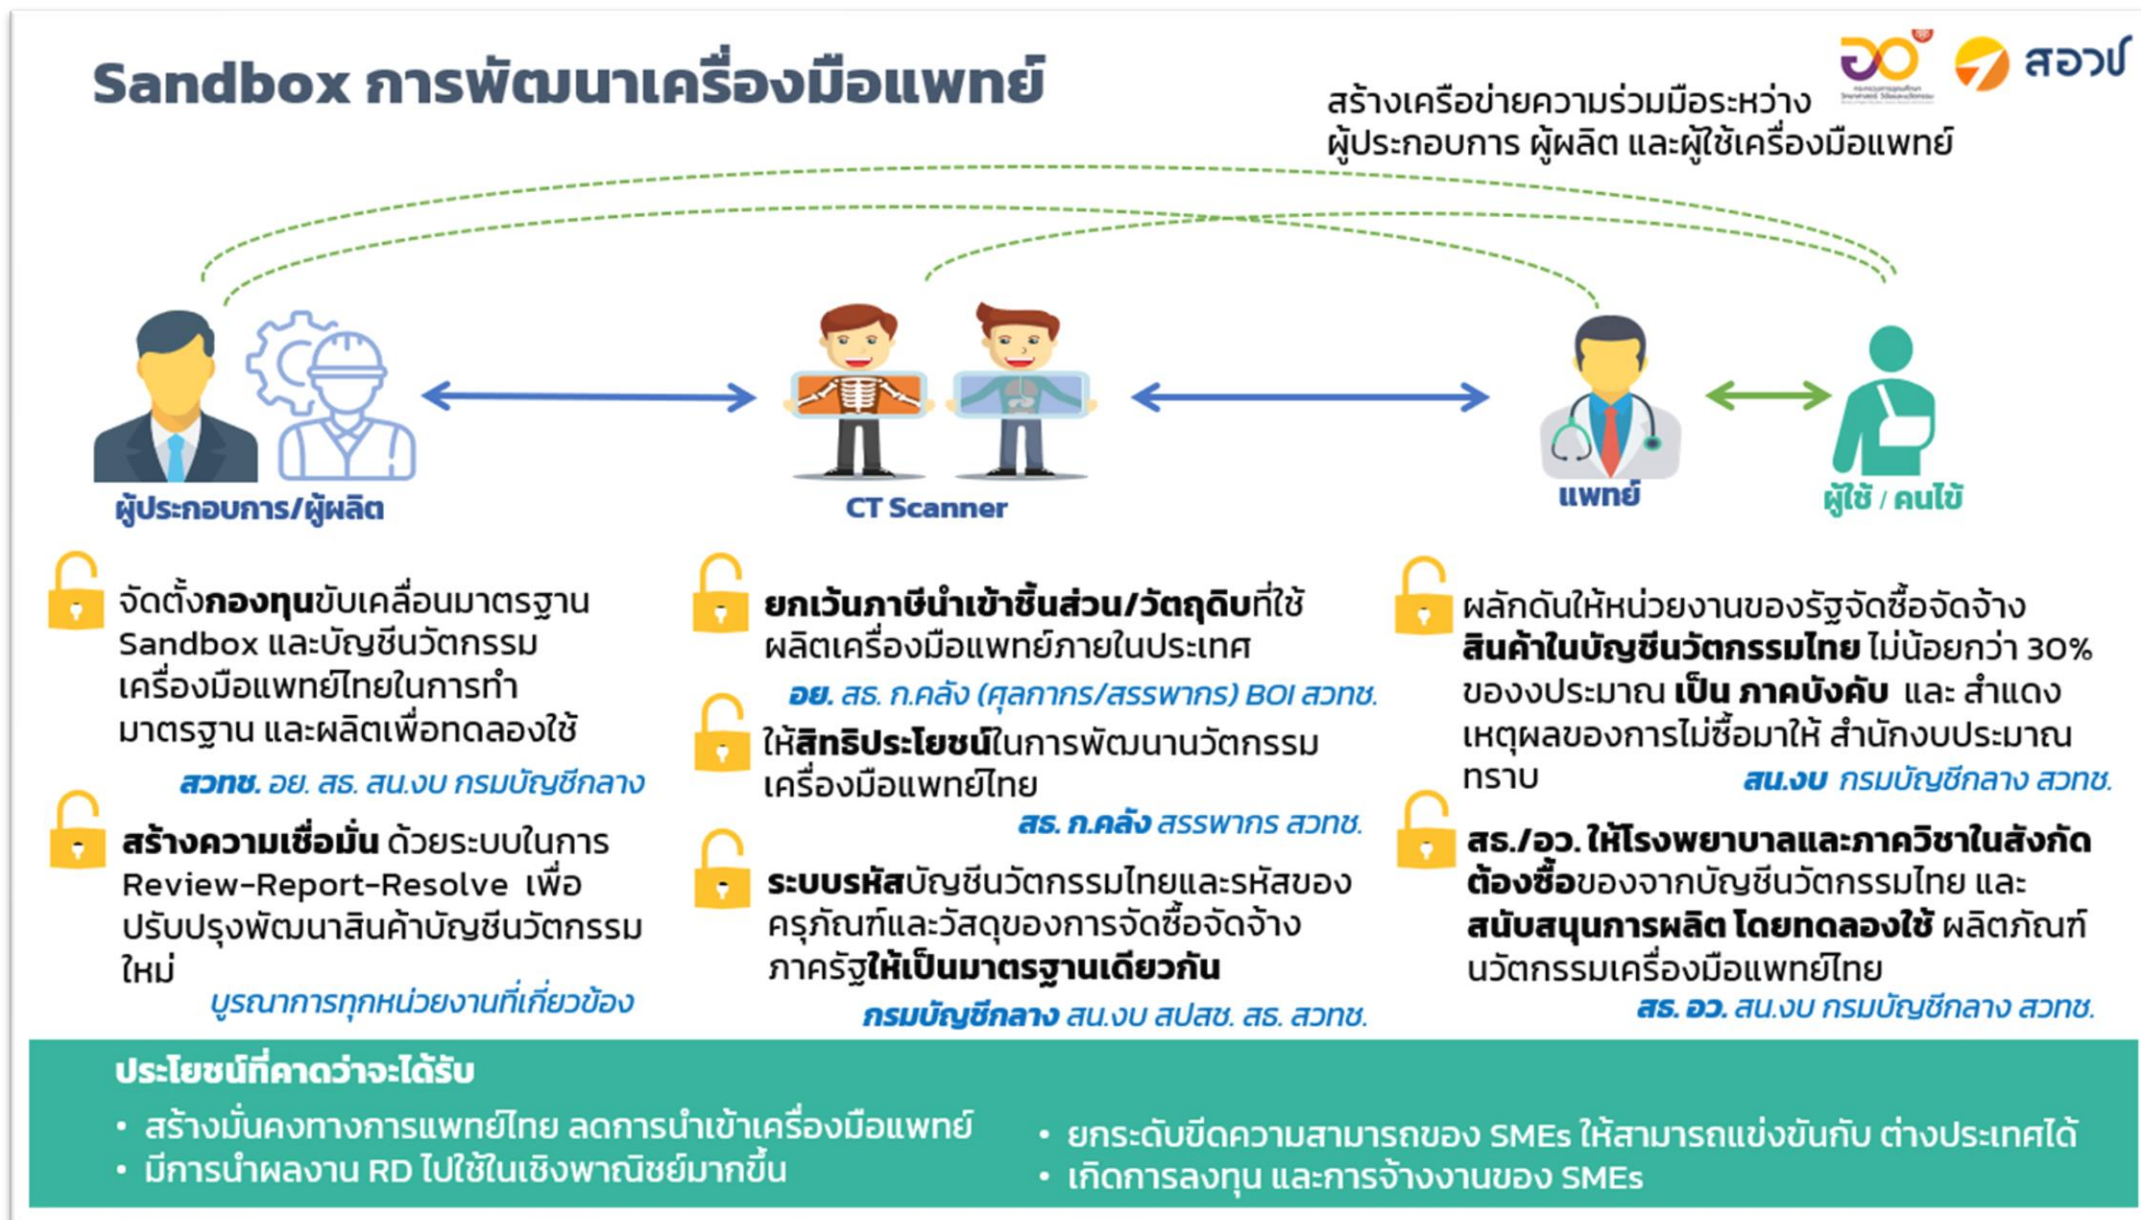 Sandbox การพัฒนาเครื่องมือแพทย์
สอวช
สร้างเครือข่ายความร่วมมือระหว่าง
ผู้ประกอบการ ผู้ผลิต และผู้ใช้เครื่องมือแพทย์
ผู้ประกอบการ/ผู้ผลิต
CT Scanner
แพทย์
ผู้ใช้ / คนไข้
จัดตั้งกองทุนขับเคลื่อนมาตรฐาน
Sandbox และบัญชีนวัตกรรม
เครื่องมือแพทย์ไทยในการทำ
มาตรฐาน และผลิตเพื่อทดลองใช้
สวทช. อย. สธ. สน.งบ กรมบัญชีกลาง
สร้างความเชื่อมั่น ด้วยระบบในการ
Review-Report-Resolve เพื่อ
ปรับปรุงพัฒนาสินค้าบัญชีนวัตกรรม
ใหม่
บูรณาการทุกหน่วยงานที่เกี่ยวข้อง
ยกเว้นภาษีนำเข้าชิ้นส่วน/วัตถุดิบที่ใช้
ผลิตเครื่องมือแพทย์ภายในประเทศ
อย. สธ. ก.คลัง (ศุลกากร/สรรพากร) BOI สวทช.
ให้สิทธิประโยชน์ในการพัฒนานวัตกรรม
เครื่องมือแพทย์ไทย
สธ. ก.คลัง สรรพากร สวทช.
ระบบรหัสบัญชีนวัตกรรมไทยและรหัสของ
ครุภัณฑ์และวัสดุของการจัดซื้อจัดจ้าง
ภาครัฐให้เป็นมาตรฐานเดียวกัน
กรมบัญชีกลาง สน.งบ สปสช. สธ. สวทช.
ผลักดันให้หน่วยงานของรัฐจัดซื้อจัดจ้าง
สินค้าในบัญชีนวัตกรรมไทย ไม่น้อยกว่า 30%
ของงประมาณ เป็น ภาคบังคับ และ สำแดง
เหตุผลของการไม่ซื้อมาให้ สำนักงบประมาณ
ทราบ
สน.งบ กรมบัญชีกลาง สวทช.
สธ./อว. ให้โรงพยาบาลและภาควิชาในสังกัด
ต้องซื้อของจากบัญชีนวัตกรรมไทย และ
สนับสนุนการผลิต โดยทดลองใช้ ผลิตภัณฑ์
นวัตกรรมเครื่องมือแพทย์ไทย
สธ. อว. สน.งบ กรมบัญชีกลาง สวทช.
ประโยชน์ที่คาดว่าจะได้รับ
• สร้างมั่นคงทางการแพทย์ไทย ลดการนำเข้าเครื่องมือแพทย์
• มีการนำผลงาน RD ไปใช้ในเชิงพาณิชย์มากขึ้น
• ยกระดับขีดความสามารถของ SMEs ให้สามารถแข่งขันกับ ต่างประเทศได้
• เกิดการลงทุน และการจ้างงานของ SMEs